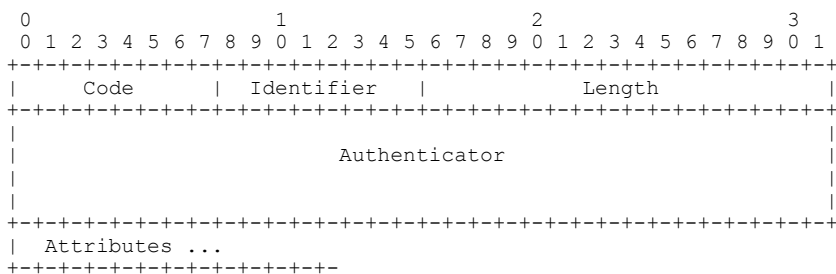 0                   1                   2                   3
 0 1 2 3 4 5 6 7 8 9 0 1 2 3 4 5 6 7 8 9 0 1 2 3 4 5 6 7 8 9 0 1
+-+-+-+-+-+-+-+-+-+-+-+-+-+-+-+-+-+-+-+-+-+-+-+-+-+-+-+-+-+-+-+-+
|     Code      |  Identifier   |            Length             |
+-+-+-+-+-+-+-+-+-+-+-+-+-+-+-+-+-+-+-+-+-+-+-+-+-+-+-+-+-+-+-+-+
|                                                               |
|                         Authenticator                         |
|                                                               |
|                                                               |
+-+-+-+-+-+-+-+-+-+-+-+-+-+-+-+-+-+-+-+-+-+-+-+-+-+-+-+-+-+-+-+-+
|  Attributes ...
+-+-+-+-+-+-+-+-+-+-+-+-+-